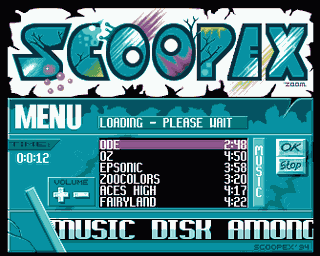 SCOOPEX
ZOOM
MENU
LOADING - PLEASE WAIT
TIME:
0:0:12
ODE 2:48
OZ 4:50
EPSONIC 3:58
ZOOCOLORS 3:20
ACES HIGH 4:17
FAIRYLAND 4:22
MUSIC
OK
Stop
VOLUME
+ -
MUSIC DISK AMONG
SCOOPEX '94